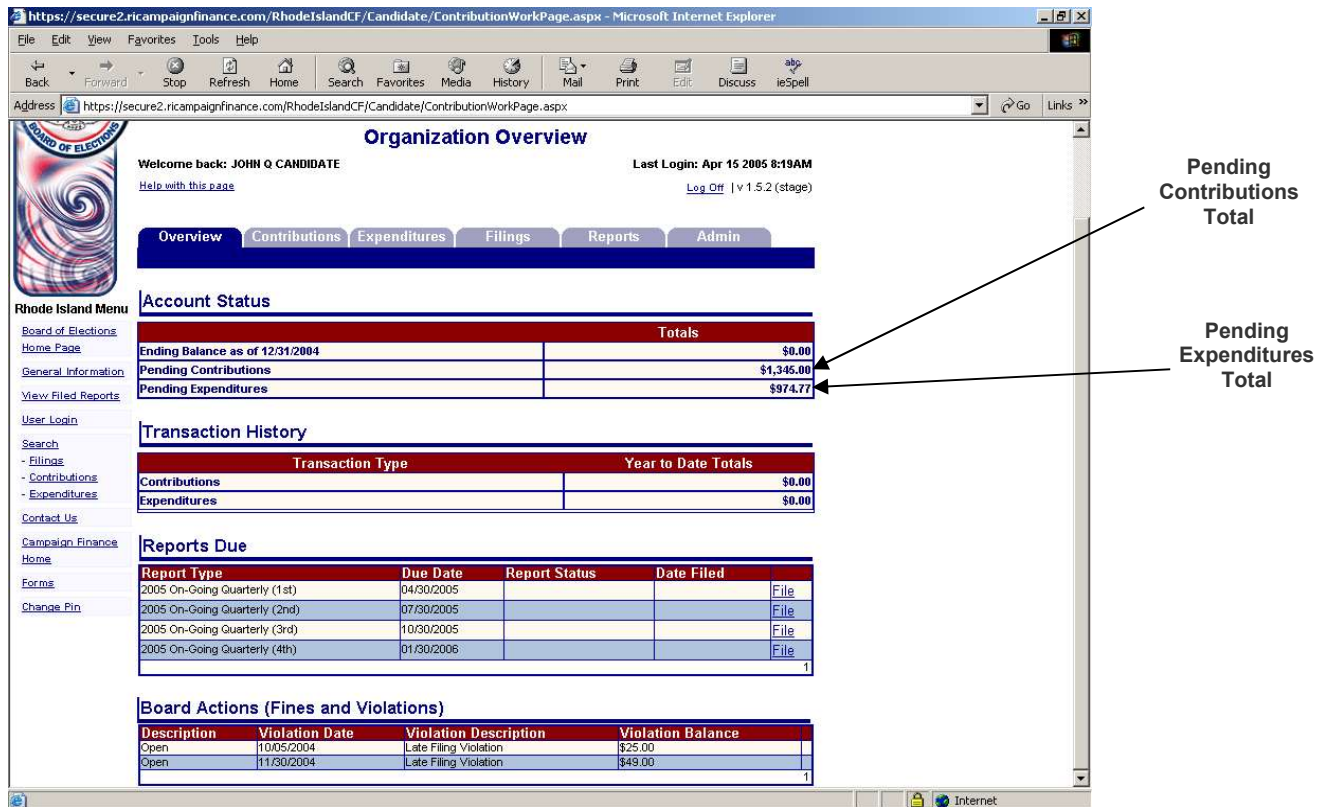 https://secure2.ricampaignfinance.com/RhodeIslandCF/Candidate/ContributionWorkPage.aspx - Microsoft Internet Explorer
File Edit View Favorites Tools Help
Back Forward Stop Refresh Home Search Favorites Media History Mail Print Edit Discuss ieSpell
Address https://secure2.ricampaignfinance.com/RhodeIslandCF/Candidate/ContributionWorkPage.aspx Go Links »
BOARD OF ELECTIONS
Organization Overview
Welcome back: JOHN Q CANDIDATE Last Login: Apr 15 2005 8:19AM
Help with this page Log Off | v 1.5.2 (stage)
Overview Contributions Expenditures Filings Reports Admin
Rhode Island Menu
Board of Elections
Home Page
General Information
View Filed Reports
User Login
Search
- Filings
- Contributions
- Expenditures
Contact Us
Campaign Finance
Home
Forms
Change Pin
Account Status
Totals
Ending Balance as of 12/31/2004 $0.00
Pending Contributions $1,345.00
Pending Expenditures $974.77
Transaction History
Transaction Type Year to Date Totals
Contributions $0.00
Expenditures $0.00
Reports Due
Report Type Due Date Report Status Date Filed
2005 On-Going Quarterly (1st) 04/30/2005 File
2005 On-Going Quarterly (2nd) 07/30/2005 File
2005 On-Going Quarterly (3rd) 10/30/2005 File
2005 On-Going Quarterly (4th) 01/30/2006 File
1
Board Actions (Fines and Violations)
Description Violation Date Violation Description Violation Balance
Open 10/05/2004 Late Filing Violation $25.00
Open 11/30/2004 Late Filing Violation $49.00
1
Internet
Pending
Contributions
Total
Pending
Expenditures
Total